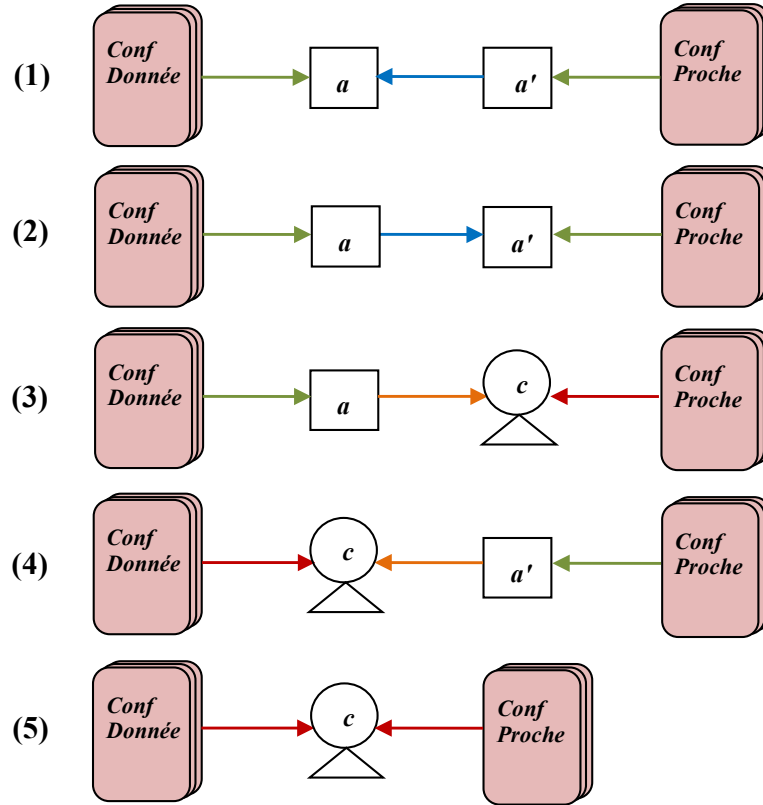 (1)
Conf
Donnée
a
a'
Conf
Proche
(2)
Conf
Donnée
a
a'
Conf
Proche
(3)
Conf
Donnée
a
c
Conf
Proche
(4)
Conf
Donnée
c
a'
Conf
Proche
(5)
Conf
Donnée
c
Conf
Proche